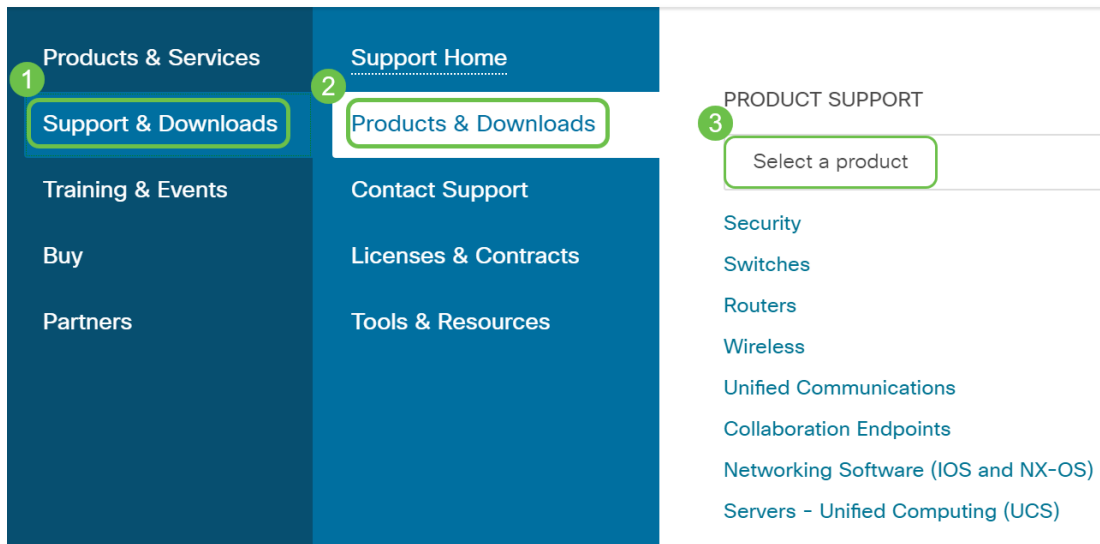 Products & Services
1
Support & Downloads
Training & Events
Buy
Partners
Support Home
2
Products & Downloads
Contact Support
Licenses & Contracts
Tools & Resources
PRODUCT SUPPORT
3
Select a product
Security
Switches
Routers
Wireless
Unified Communications
Collaboration Endpoints
Networking Software (IOS and NX-OS)
Servers - Unified Computing (UCS)